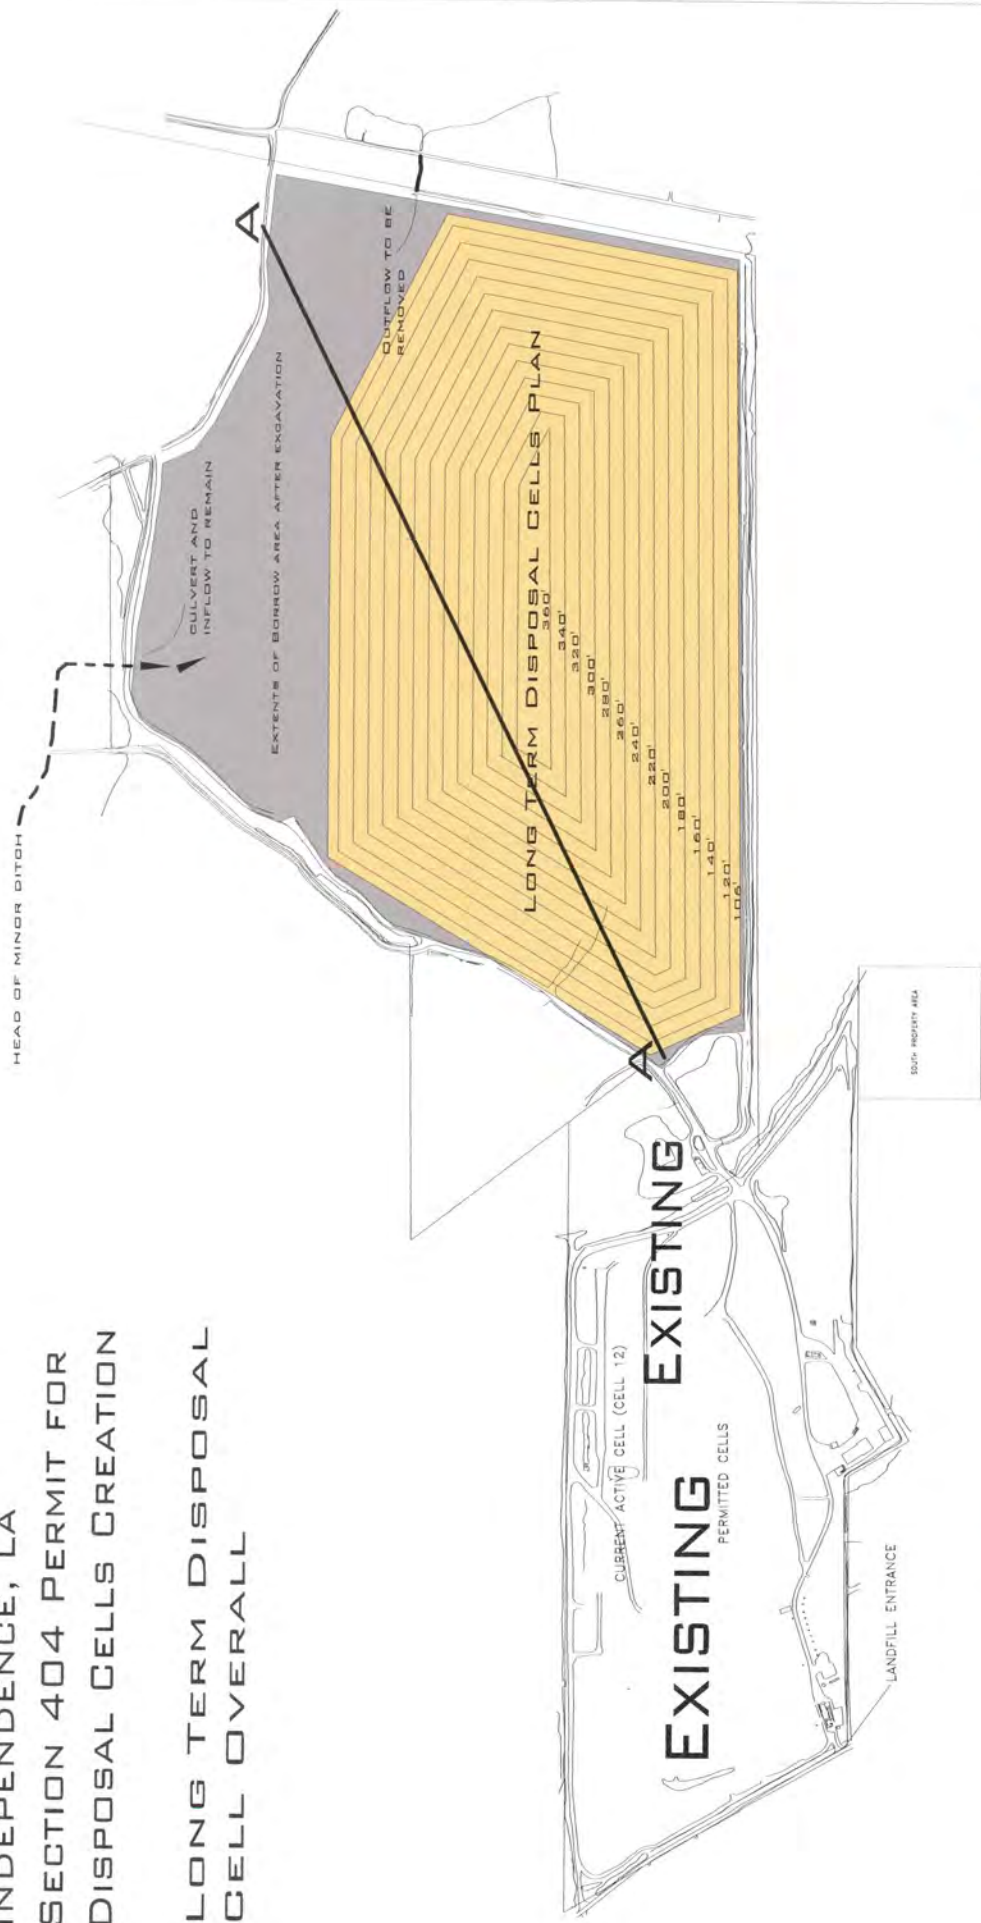 INDEPENDENCE, LA
SECTION 404 PERMIT FOR
DISPOSAL CELLS CREATION
LONG TERM DISPOSAL
CELL OVERALL
HEAD OF MINOR DITCH
CULVERT AND
INFLOW TO REMAIN
EXTENTS OF BORROW AREA AFTER EXCAVATION
A
OUTFLOW TO BE
REMOVED
LONG TERM DISPOSAL CELLS PLAN
360'
340'
320'
300'
280'
260'
240'
220'
200'
180'
160'
140'
120'
106'
A
CURRENT ACTIVE CELL (CELL 12)
EXISTING
EXISTING
PERMITTED CELLS
LANDFILL ENTRANCE
SOUTH PROPERTY AREA